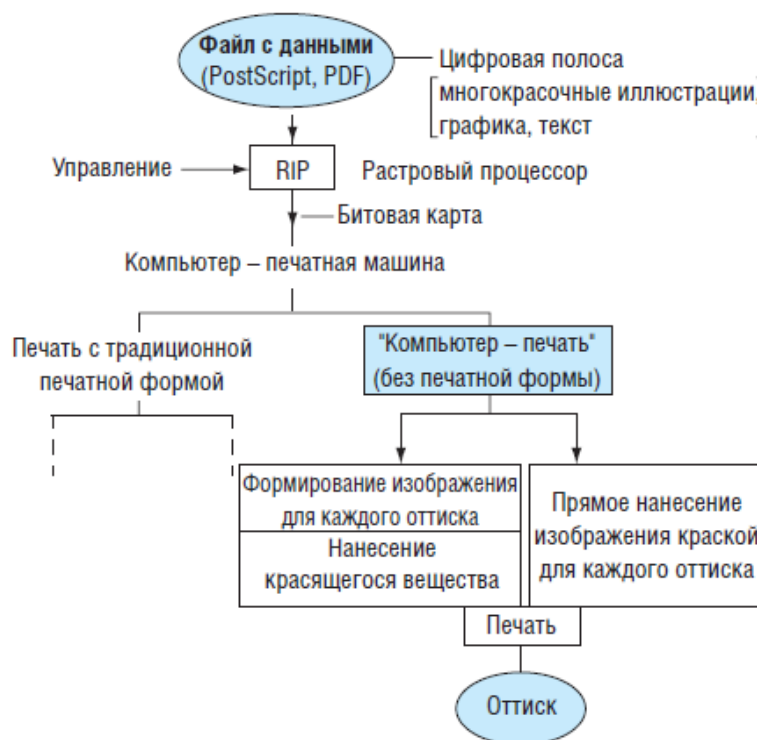 Файл с данными
(PostScript, PDF)
Цифровая полоса
многокрасочные иллюстрации,
графика, текст
Управление
RIP
Растровый процессор
Битовая карта
Компьютер – печатная машина
Печать с традиционной
печатной формой
"Компьютер – печать"
(без печатной формы)
Формирование изображения
для каждого оттиска
Нанесение
красящегося вещества
Прямое нанесение
изображения краской
для каждого оттиска
Печать
Оттиск